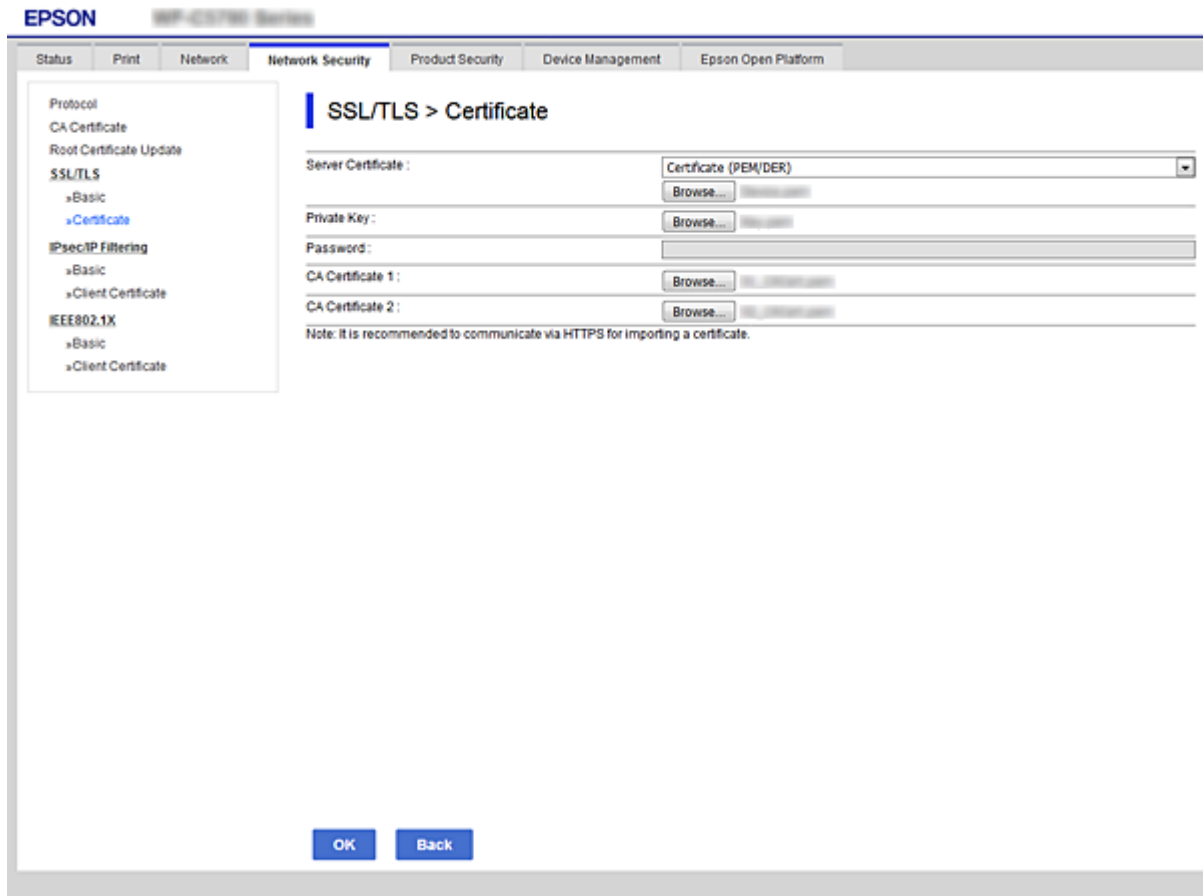 EPSON
Status Print Network Network Security Product Security Device Management Epson Open Platform
Protocol
CA Certificate
Root Certificate Update
SSL/TLS
»Basic
»Certificate
IPsec/IP Filtering
»Basic
»Client Certificate
IEEE802.1X
»Basic
»Client Certificate
SSL/TLS > Certificate
Server Certificate : Certificate (PEM/DER)
Browse...
Private Key : Browse...
Password :
CA Certificate 1 : Browse...
CA Certificate 2 : Browse...
Note: It is recommended to communicate via HTTPS for importing a certificate.
OK Back